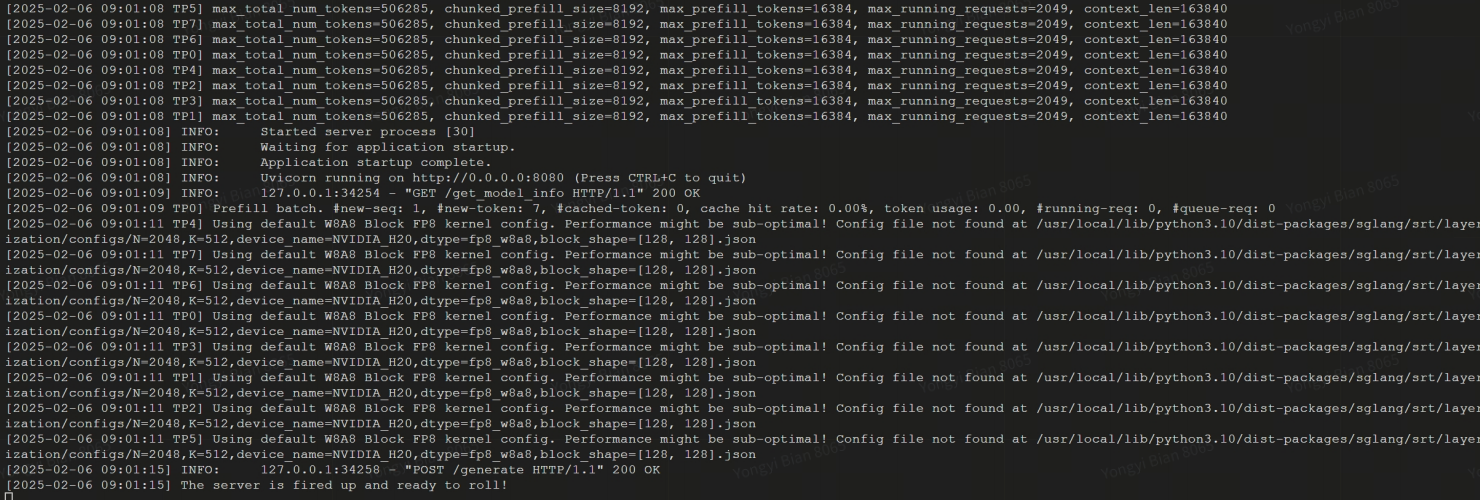 [2025-02-06 09:01:08 TP5] max_total_num_tokens=506285, chunked_prefill_size=8192, max_prefill_tokens=16384, max_running_requests=2049, context_len=163840
[2025-02-06 09:01:08 TP7] max_total_num_tokens=506285, chunked_prefill_size=8192, max_prefill_tokens=16384, max_running_requests=2049, context_len=163840
[2025-02-06 09:01:08 TP6] max_total_num_tokens=506285, chunked_prefill_size=8192, max_prefill_tokens=16384, max_running_requests=2049, context_len=163840
[2025-02-06 09:01:08 TP0] max_total_num_tokens=506285, chunked_prefill_size=8192, max_prefill_tokens=16384, max_running_requests=2049, context_len=163840
[2025-02-06 09:01:08 TP4] max_total_num_tokens=506285, chunked_prefill_size=8192, max_prefill_tokens=16384, max_running_requests=2049, context_len=163840
[2025-02-06 09:01:08 TP2] max_total_num_tokens=506285, chunked_prefill_size=8192, max_prefill_tokens=16384, max_running_requests=2049, context_len=163840
[2025-02-06 09:01:08 TP3] max_total_num_tokens=506285, chunked_prefill_size=8192, max_prefill_tokens=16384, max_running_requests=2049, context_len=163840
[2025-02-06 09:01:08 TP1] max_total_num_tokens=506285, chunked_prefill_size=8192, max_prefill_tokens=16384, max_running_requests=2049, context_len=163840
[2025-02-06 09:01:08] INFO:     Started server process [30]
[2025-02-06 09:01:08] INFO:     Waiting for application startup.
[2025-02-06 09:01:08] INFO:     Application startup complete.
[2025-02-06 09:01:08] INFO:     Uvicorn running on http://0.0.0.0:8080 (Press CTRL+C to quit)
[2025-02-06 09:01:09] INFO:     127.0.0.1:34254 - "GET /get_model_info HTTP/1.1" 200 OK
[2025-02-06 09:01:09 TP0] Prefill batch. #new-seq: 1, #new-token: 7, #cached-token: 0, cache hit rate: 0.00%, token usage: 0.00, #running-req: 0, #queue-req: 0
[2025-02-06 09:01:11 TP4] Using default W8A8 Block FP8 kernel config. Performance might be sub-optimal! Config file not found at /usr/local/lib/python3.10/dist-packages/sglang/srt/layer
ization/configs/N=2048,K=512,device_name=NVIDIA_H20,dtype=fp8_w8a8,block_shape=[128, 128].json
[2025-02-06 09:01:11 TP7] Using default W8A8 Block FP8 kernel config. Performance might be sub-optimal! Config file not found at /usr/local/lib/python3.10/dist-packages/sglang/srt/layer
ization/configs/N=2048,K=512,device_name=NVIDIA_H20,dtype=fp8_w8a8,block_shape=[128, 128].json
[2025-02-06 09:01:11 TP6] Using default W8A8 Block FP8 kernel config. Performance might be sub-optimal! Config file not found at /usr/local/lib/python3.10/dist-packages/sglang/srt/layer
ization/configs/N=2048,K=512,device_name=NVIDIA_H20,dtype=fp8_w8a8,block_shape=[128, 128].json
[2025-02-06 09:01:11 TP0] Using default W8A8 Block FP8 kernel config. Performance might be sub-optimal! Config file not found at /usr/local/lib/python3.10/dist-packages/sglang/srt/layer
ization/configs/N=2048,K=512,device_name=NVIDIA_H20,dtype=fp8_w8a8,block_shape=[128, 128].json
[2025-02-06 09:01:11 TP3] Using default W8A8 Block FP8 kernel config. Performance might be sub-optimal! Config file not found at /usr/local/lib/python3.10/dist-packages/sglang/srt/layer
ization/configs/N=2048,K=512,device_name=NVIDIA_H20,dtype=fp8_w8a8,block_shape=[128, 128].json
[2025-02-06 09:01:11 TP1] Using default W8A8 Block FP8 kernel config. Performance might be sub-optimal! Config file not found at /usr/local/lib/python3.10/dist-packages/sglang/srt/layer
ization/configs/N=2048,K=512,device_name=NVIDIA_H20,dtype=fp8_w8a8,block_shape=[128, 128].json
[2025-02-06 09:01:11 TP2] Using default W8A8 Block FP8 kernel config. Performance might be sub-optimal! Config file not found at /usr/local/lib/python3.10/dist-packages/sglang/srt/layer
ization/configs/N=2048,K=512,device_name=NVIDIA_H20,dtype=fp8_w8a8,block_shape=[128, 128].json
[2025-02-06 09:01:11 TP5] Using default W8A8 Block FP8 kernel config. Performance might be sub-optimal! Config file not found at /usr/local/lib/python3.10/dist-packages/sglang/srt/layer
ization/configs/N=2048,K=512,device_name=NVIDIA_H20,dtype=fp8_w8a8,block_shape=[128, 128].json
[2025-02-06 09:01:15] INFO:     127.0.0.1:34258 - "POST /generate HTTP/1.1" 200 OK
[2025-02-06 09:01:15] The server is fired up and ready to roll!
Yongyi Bian 8065